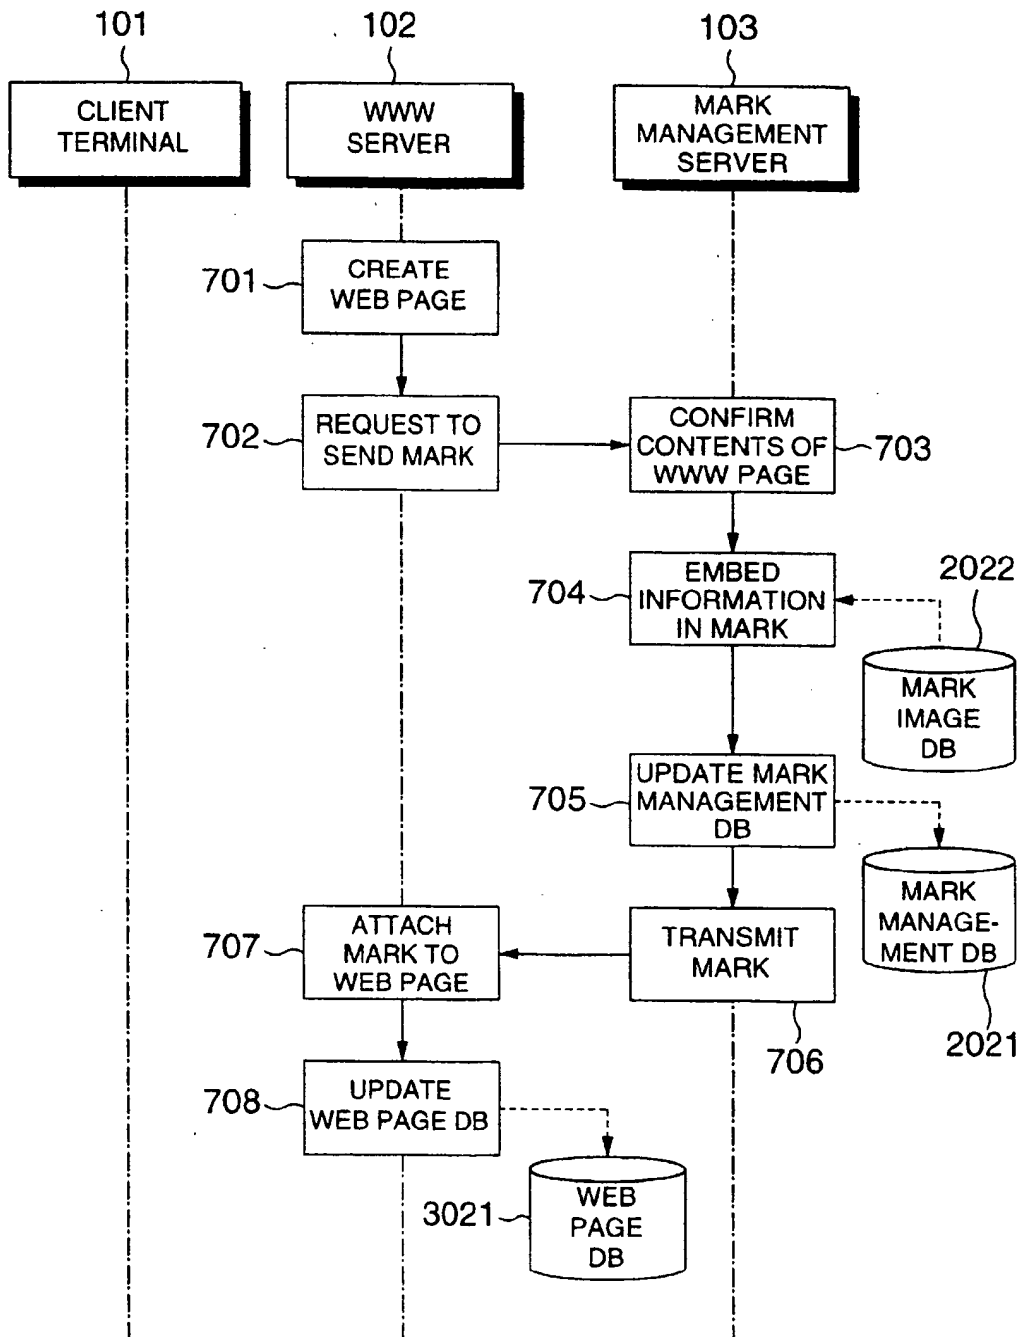 101
102
103
CLIENT
TERMINAL
WWW
SERVER
MARK
MANAGEMENT
SERVER
701
CREATE
WEB PAGE
702
REQUEST TO
SEND MARK
CONFIRM
CONTENTS OF
WWW PAGE
703
704
EMBED
INFORMATION
IN MARK
2022
MARK
IMAGE
DB
705
UPDATE MARK
MANAGEMENT
DB
MARK
MANAGE-
MENT DB
2021
707
ATTACH
MARK TO
WEB PAGE
TRANSMIT
MARK
706
708
UPDATE
WEB PAGE DB
3021
WEB
PAGE
DB